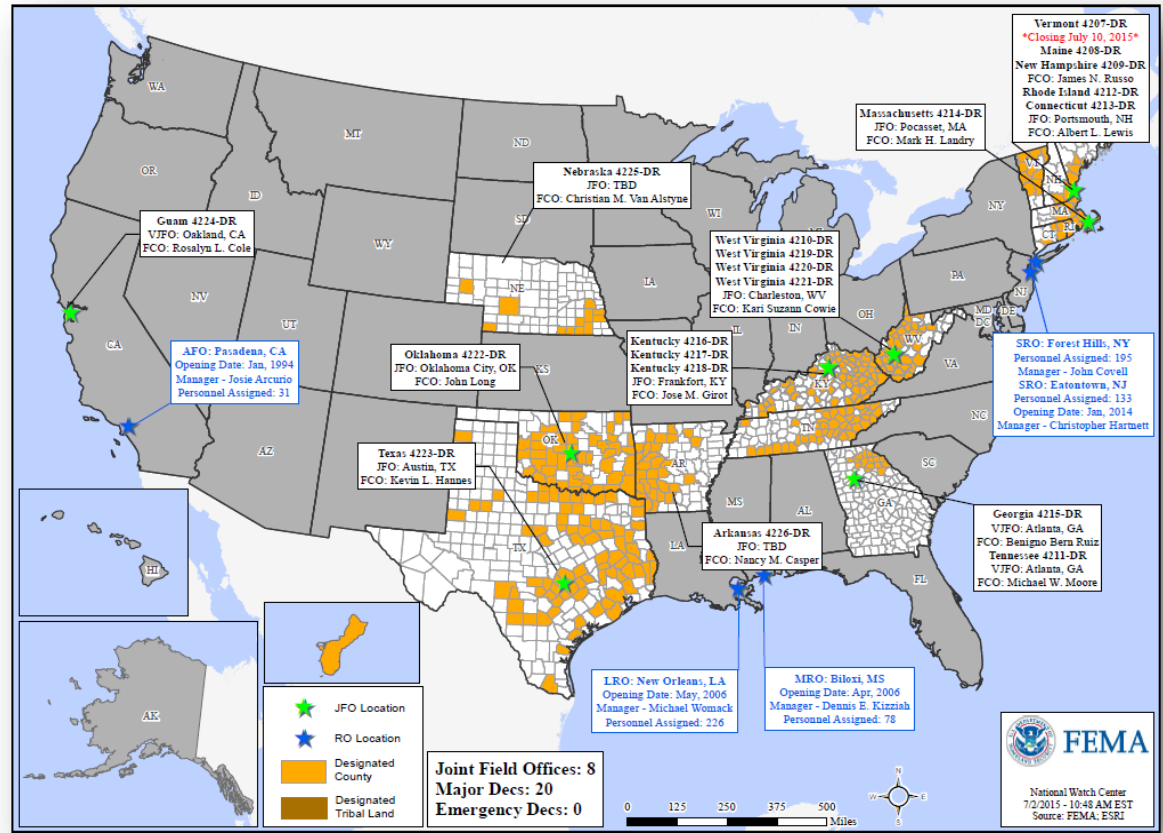 Vermont 4207-DR
*Closing July 10, 2015*
Maine 4208-DR
New Hampshire 4209-DR
FCO: James N. Russo
Rhode Island 4212-DR
Connecticut 4213-DR
JFO: Portsmouth, NH
FCO: Albert L. Lewis
Massachusetts 4214-DR
JFO: Pocasset, MA
FCO: Mark H. Landry
Nebraska 4225-DR
JFO: TBD
FCO: Christian M. Van Alstyne
Guam 4224-DR
VJFO: Oakland, CA
FCO: Rosalyn L. Cole
West Virginia 4210-DR
West Virginia 4219-DR
West Virginia 4220-DR
West Virginia 4221-DR
JFO: Charleston, WV
FCO: Kari Suzann Cowie
AFO: Pasadena, CA
Opening Date: Jan, 1994
Manager - Josie Arcurio
Personnel Assigned: 31
Oklahoma 4222-DR
JFO: Oklahoma City, OK
FCO: John Long
Kentucky 4216-DR
Kentucky 4217-DR
Kentucky 4218-DR
JFO: Frankfort, KY
FCO: Jose M. Girot
SRO: Forest Hills, NY
Personnel Assigned: 195
Manager - John Covell
SRO: Eatontown, NJ
Personnel Assigned: 133
Opening Date: Jan, 2014
Manager - Christopher Hartnett
Texas 4223-DR
JFO: Austin, TX
FCO: Kevin L. Hannes
Arkansas 4226-DR
JFO: TBD
FCO: Nancy M. Casper
Georgia 4215-DR
VJFO: Atlanta, GA
FCO: Benigno Bern Ruiz
Tennessee 4211-DR
VJFO: Atlanta, GA
FCO: Michael W. Moore
LRO: New Orleans, LA
Opening Date: May, 2006
Manager - Michael Womack
Personnel Assigned: 226
MRO: Biloxi, MS
Opening Date: Apr, 2006
Manager - Dennis E. Kizziah
Personnel Assigned: 78
WA
MT
ND
OR
ID
SD
WI
NY
VT
NH
MA
RI
CT
WY
IA
PA
NJ
NE
NV
UT
IL
IN
OH
MD
DE
DC
CA
KS
WV
VA
KY
AZ
OK
TN
NC
AR
SC
MS
AL
GA
TX
LA
FL
HI
AK
JFO Location
RO Location
Designated
County
Designated
Tribal Land
Joint Field Offices: 8
Major Decs: 20
Emergency Decs: 0
0 125 250 375 500
Miles
N
W
E
S
FEMA
National Watch Center
7/2/2015 - 10:48 AM EST
Source: FEMA; ESRI